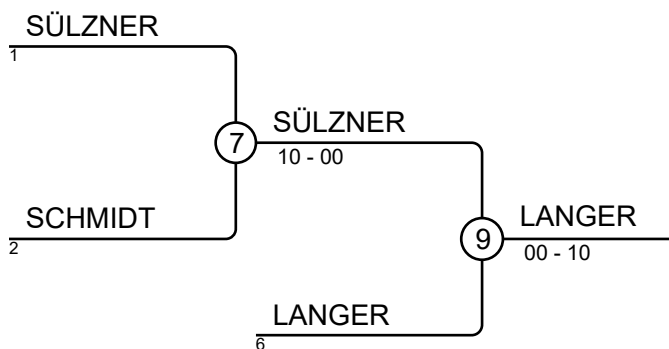 SÜLZNER
1
7
SÜLZNER
10 - 00
SCHMIDT
2
9
LANGER
00 - 10
LANGER
6